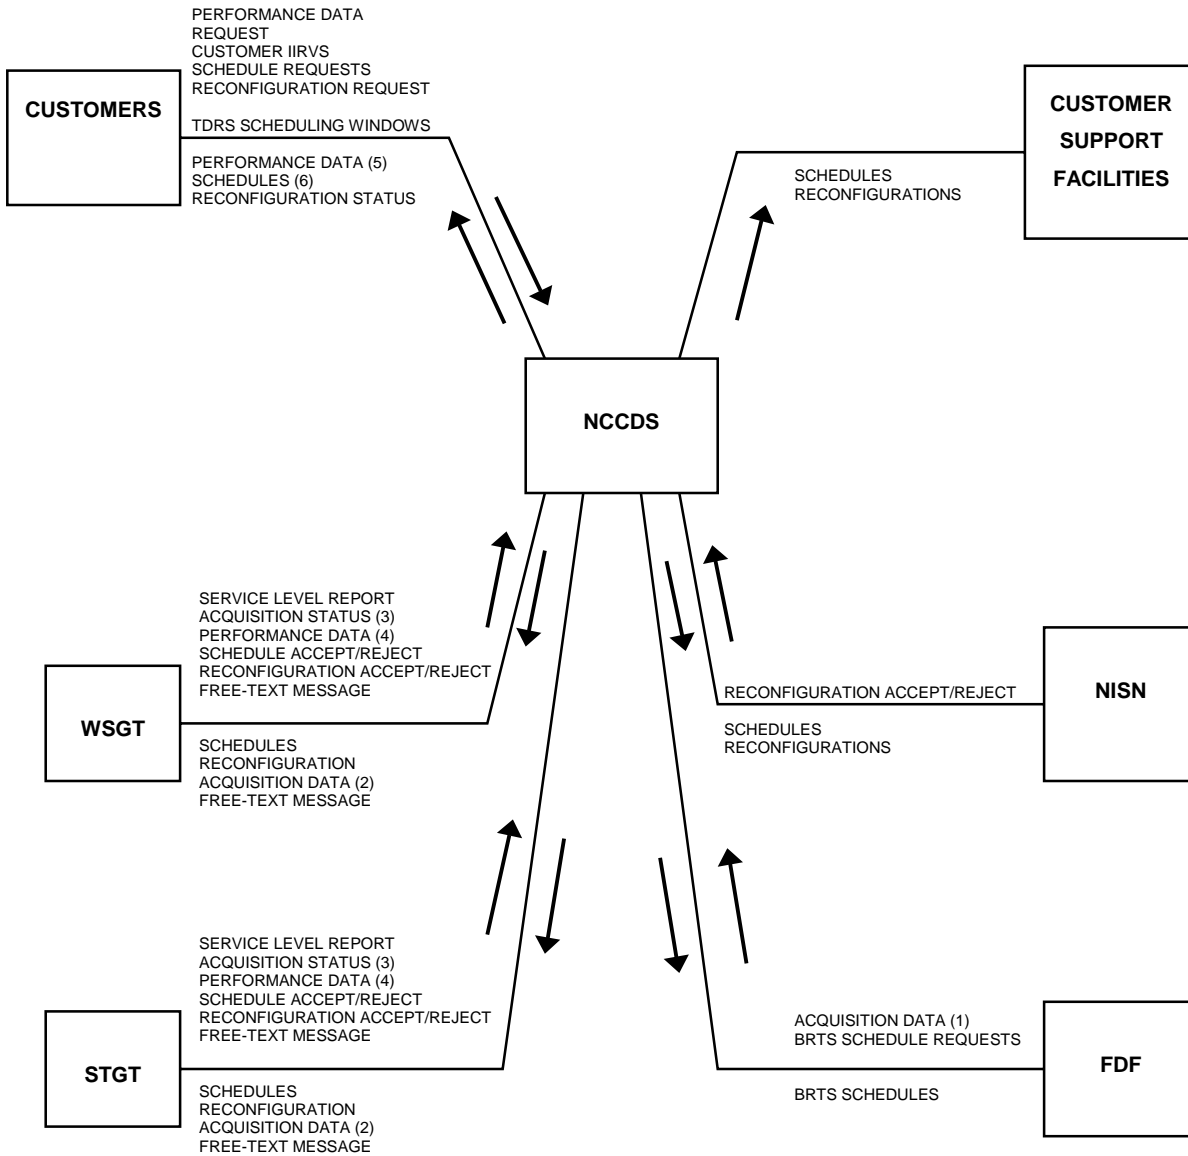 PERFORMANCE DATA
REQUEST
CUSTOMER IIRVS
SCHEDULE REQUESTS
RECONFIGURATION REQUEST
CUSTOMERS
TDRS SCHEDULING WINDOWS
PERFORMANCE DATA (5)
SCHEDULES (6)
RECONFIGURATION STATUS
CUSTOMER
SUPPORT
FACILITIES
SCHEDULES
RECONFIGURATIONS
NCCDS
SERVICE LEVEL REPORT
ACQUISITION STATUS (3)
PERFORMANCE DATA (4)
SCHEDULE ACCEPT/REJECT
RECONFIGURATION ACCEPT/REJECT
FREE-TEXT MESSAGE
WSGT
SCHEDULES
RECONFIGURATION
ACQUISITION DATA (2)
FREE-TEXT MESSAGE
RECONFIGURATION ACCEPT/REJECT
NISN
SCHEDULES
RECONFIGURATIONS
SERVICE LEVEL REPORT
ACQUISITION STATUS (3)
PERFORMANCE DATA (4)
SCHEDULE ACCEPT/REJECT
RECONFIGURATION ACCEPT/REJECT
FREE-TEXT MESSAGE
STGT
SCHEDULES
RECONFIGURATION
ACQUISITION DATA (2)
FREE-TEXT MESSAGE
ACQUISITION DATA (1)
BRTS SCHEDULE REQUESTS
FDF
BRTS SCHEDULES